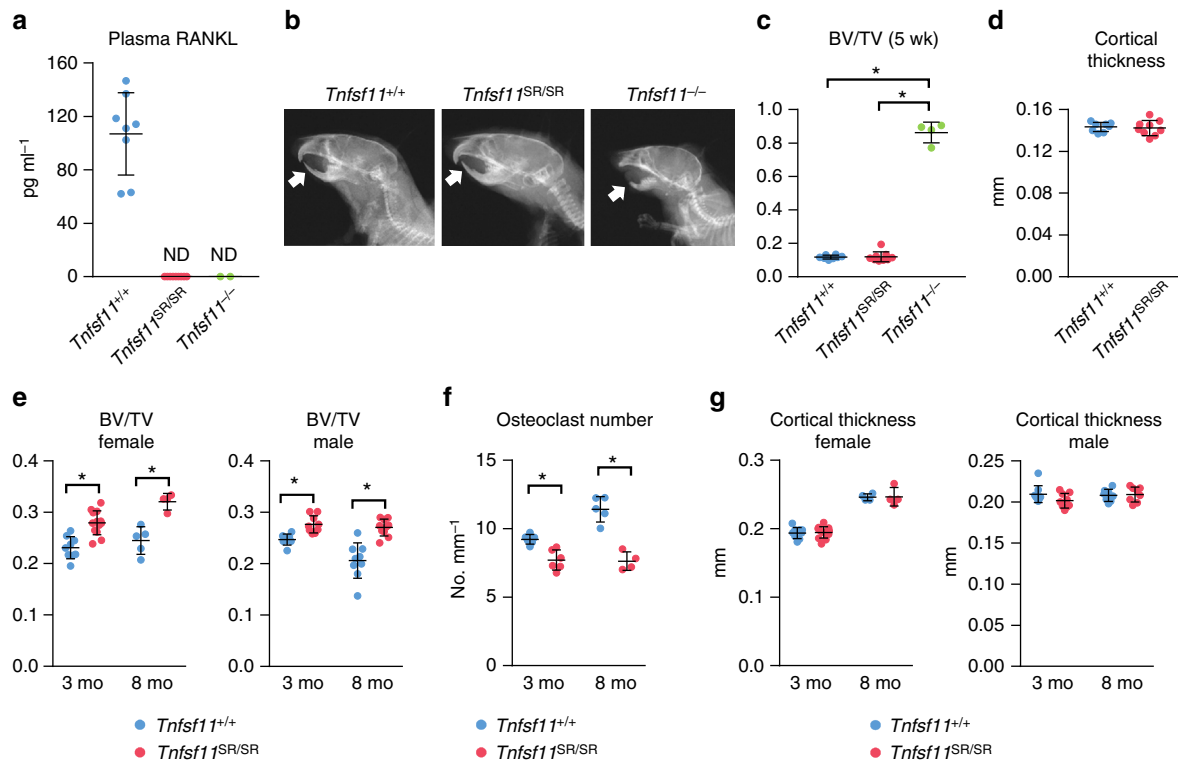 a
Plasma RANKL
pg ml⁻¹
160
120
80
40
0
ND
ND
Tnfsf11⁺/⁺
Tnfsf11ˢᴿ/ˢᴿ
Tnfsf11⁻/⁻
b
Tnfsf11⁺/⁺
Tnfsf11ˢᴿ/ˢᴿ
Tnfsf11⁻/⁻
c
BV/TV (5 wk)
*
*
1.0
0.8
0.6
0.4
0.2
0.0
Tnfsf11⁺/⁺
Tnfsf11ˢᴿ/ˢᴿ
Tnfsf11⁻/⁻
d
Cortical
thickness
mm
0.16
0.12
0.08
0.04
0.00
Tnfsf11⁺/⁺
Tnfsf11ˢᴿ/ˢᴿ
e
BV/TV
female
0.4
0.3
0.2
0.1
0.0
*
*
3 mo 8 mo
BV/TV
male
0.4
0.3
0.2
0.1
0.0
*
*
3 mo 8 mo
Tnfsf11⁺/⁺
Tnfsf11ˢᴿ/ˢᴿ
f
Osteoclast number
No. mm⁻¹
15
10
5
0
*
*
3 mo 8 mo
Tnfsf11⁺/⁺
Tnfsf11ˢᴿ/ˢᴿ
g
Cortical thickness
female
mm
0.3
0.2
0.1
0.0
3 mo 8 mo
Cortical thickness
male
mm
0.25
0.20
0.15
0.10
0.05
0.00
3 mo 8 mo
Tnfsf11⁺/⁺
Tnfsf11ˢᴿ/ˢᴿ